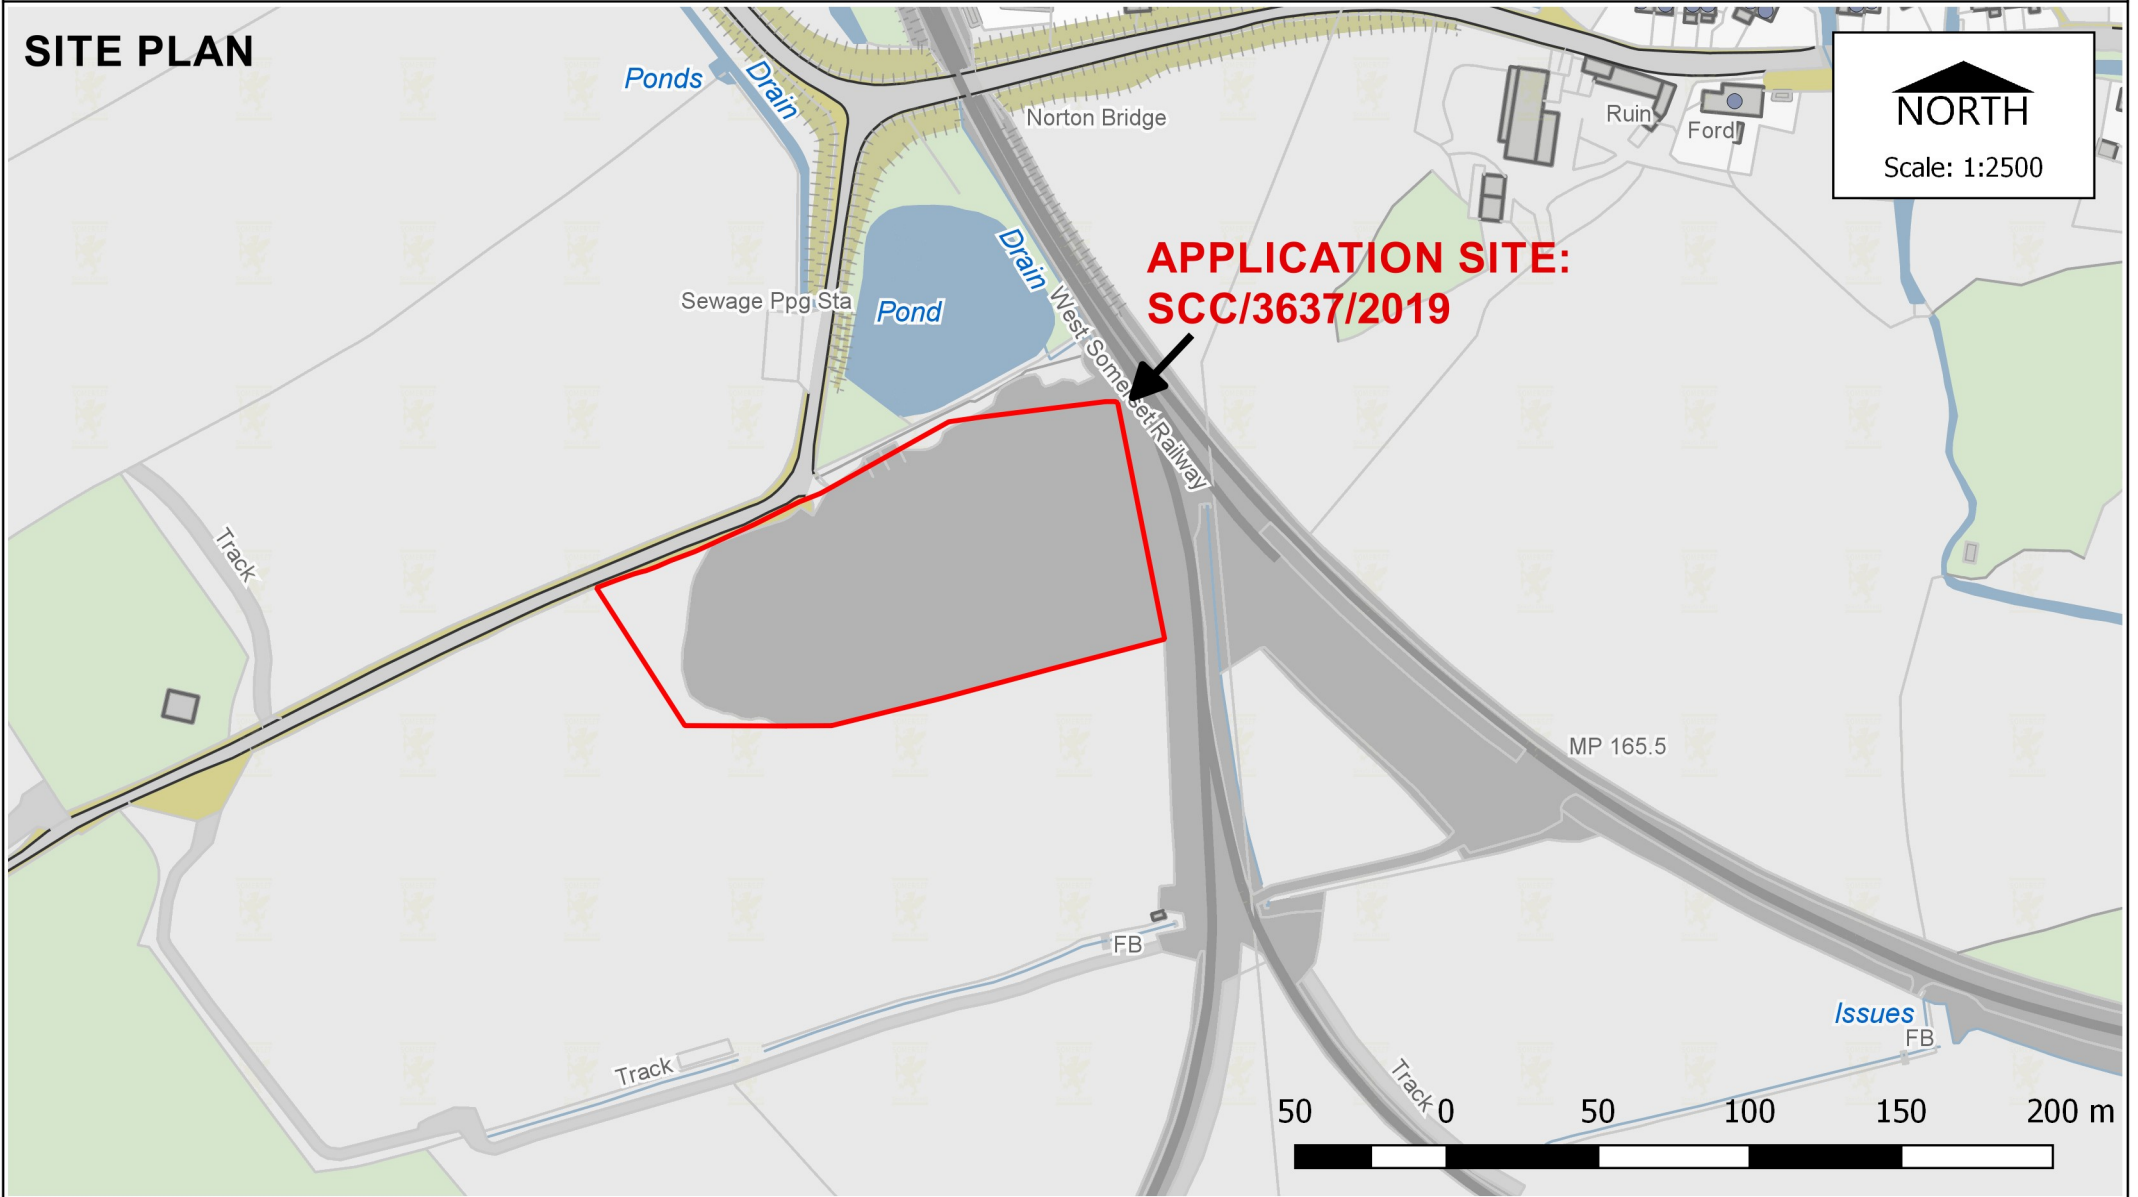 SITE PLAN
Ponds
Drain
Norton Bridge
Ruin
Ford
NORTH
Scale: 1:2500
Drain
APPLICATION SITE:
SCC/3637/2019
Sewage Ppg Sta
Pond
West Somerset Railway
Track
MP 165.5
FB
Issues
FB
Track
Track
50 0 50 100 150 200 m